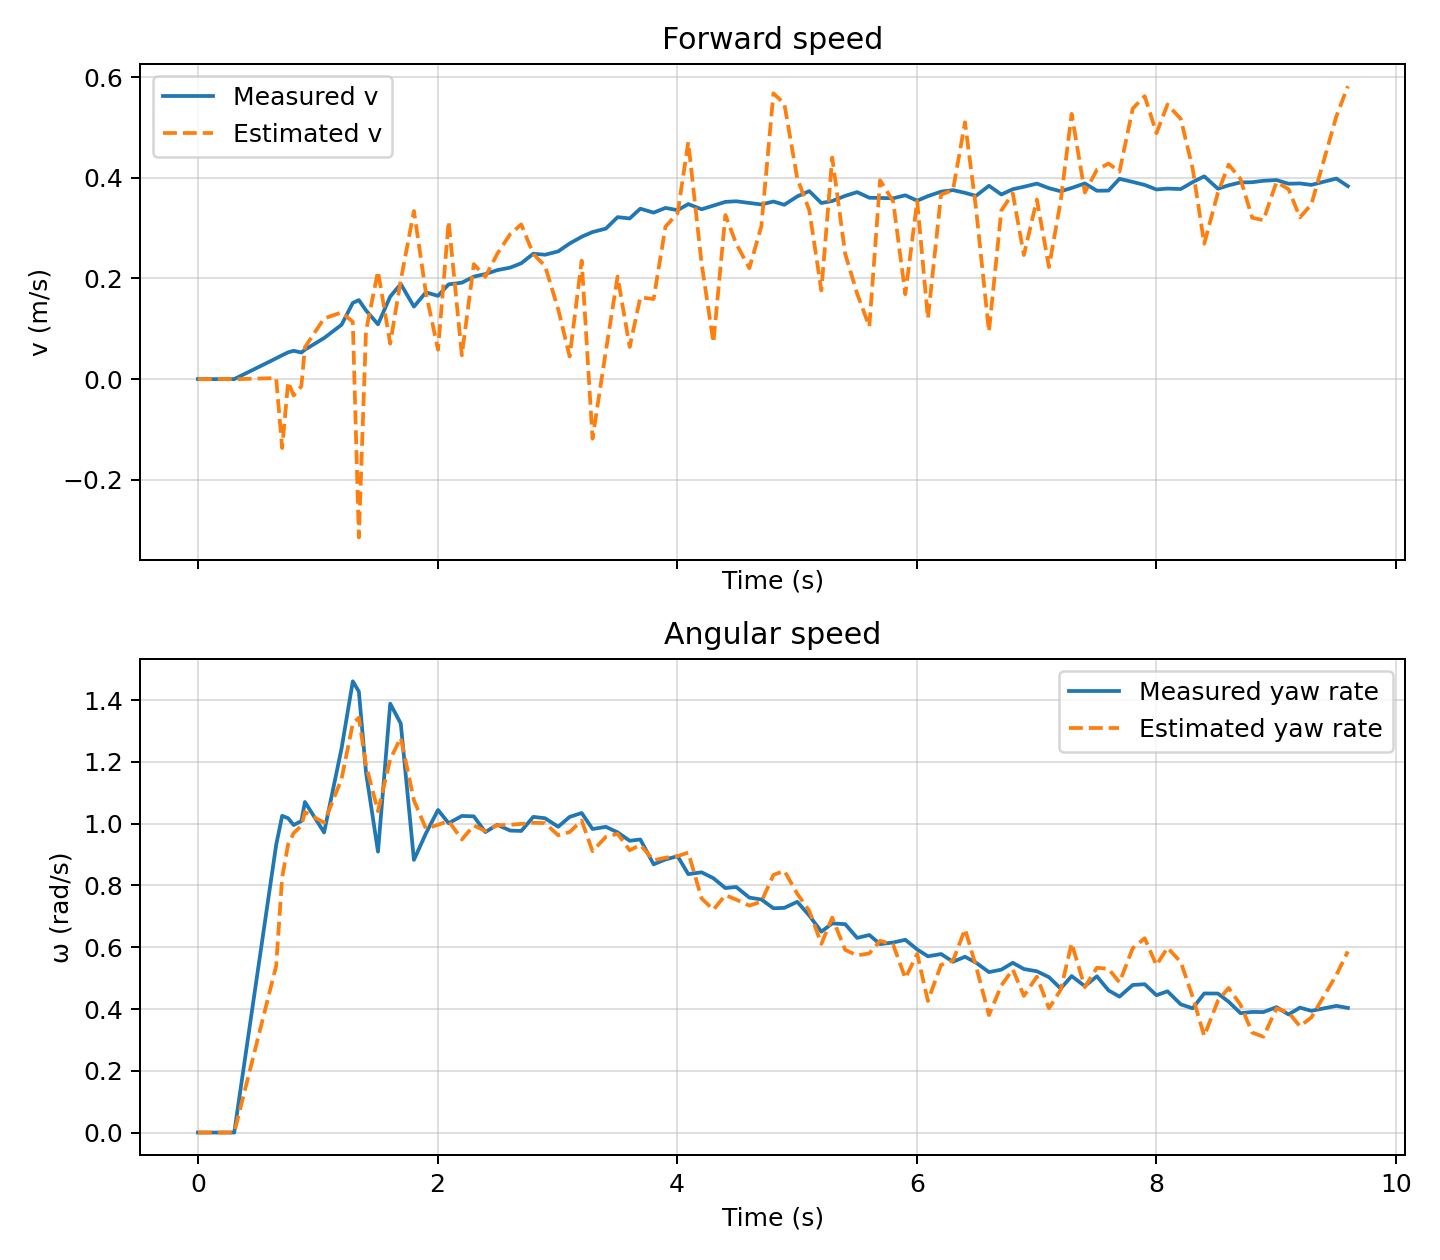 Forward speed
0.6
0.4
0.2
0.0
−0.2
v (m/s)
Measured v
Estimated v
Time (s)
Angular speed
1.4
1.2
1.0
0.8
0.6
0.4
0.2
0.0
ω (rad/s)
Measured yaw rate
Estimated yaw rate
0 2 4 6 8 10
Time (s)